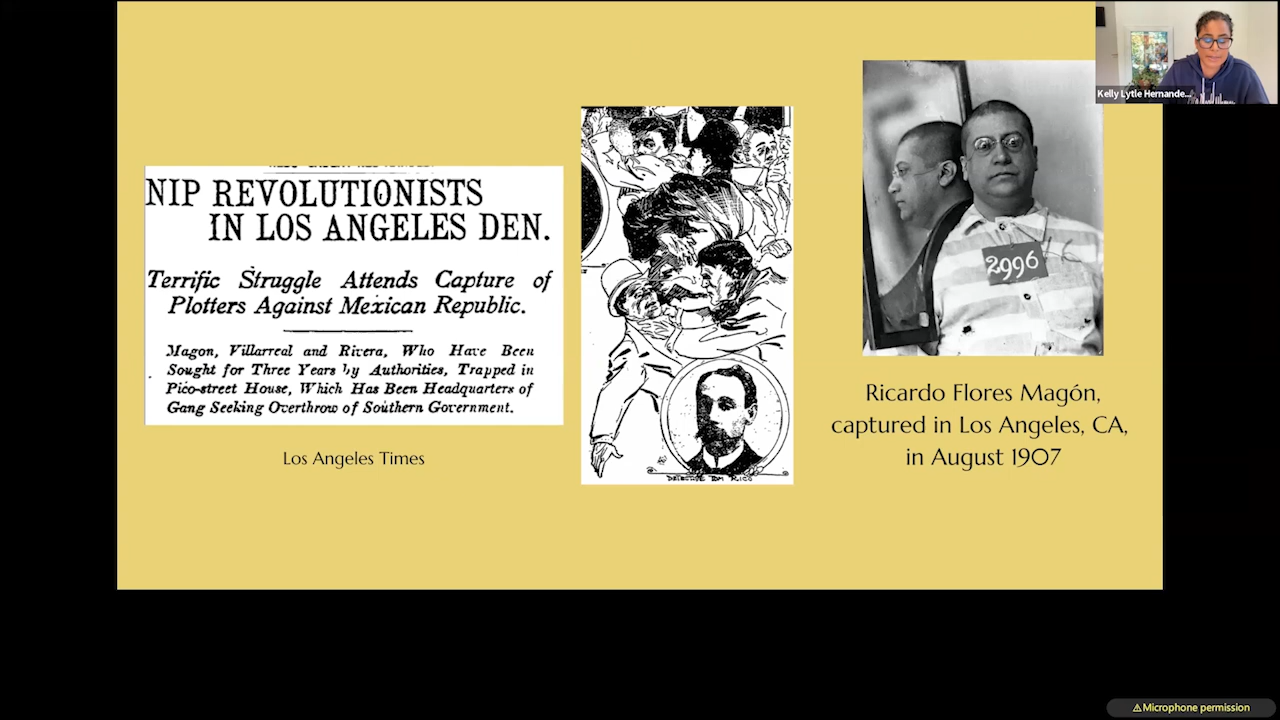 NIP REVOLUTIONISTS
IN LOS ANGELES DEN.
Terrific Struggle Attends Capture of
Plotters Against Mexican Republic.
Magon, Villarreal and Rivera, Who Have Been
Sought for Three Years by Authorities, Trapped in
Pico-street House, Which Has Been Headquarters of
Gang Seeking Overthrow of Southern Government.
Los Angeles Times
DETECTIVE TOM RICO
2996
Ricardo Flores Magón,
captured in Los Angeles, CA,
in August 1907
Kelly Lytle Hernande...
⚠Microphone permission